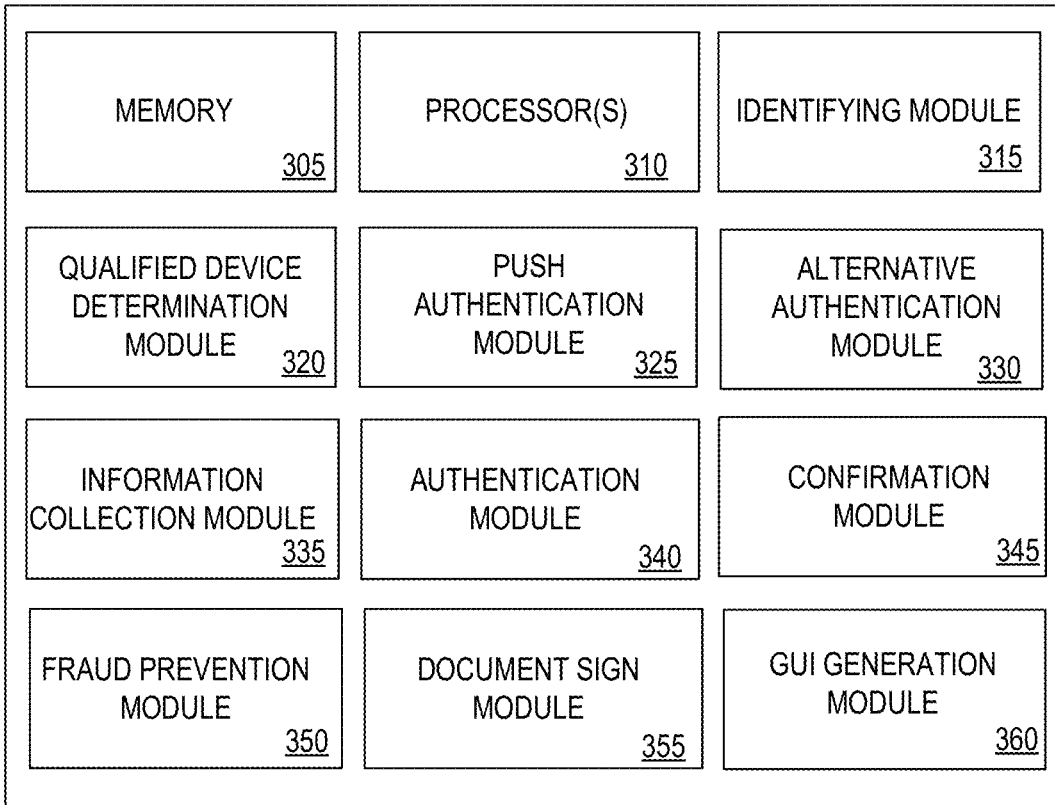 MEMORY
305
PROCESSOR(S)
310
IDENTIFYING MODULE
315
QUALIFIED DEVICE
DETERMINATION
MODULE
320
PUSH
AUTHENTICATION
MODULE
325
ALTERNATIVE
AUTHENTICATION
MODULE
330
INFORMATION
COLLECTION MODULE
335
AUTHENTICATION
MODULE
340
CONFIRMATION
MODULE
345
FRAUD PREVENTION
MODULE
350
DOCUMENT SIGN
MODULE
355
GUI GENERATION
MODULE
360